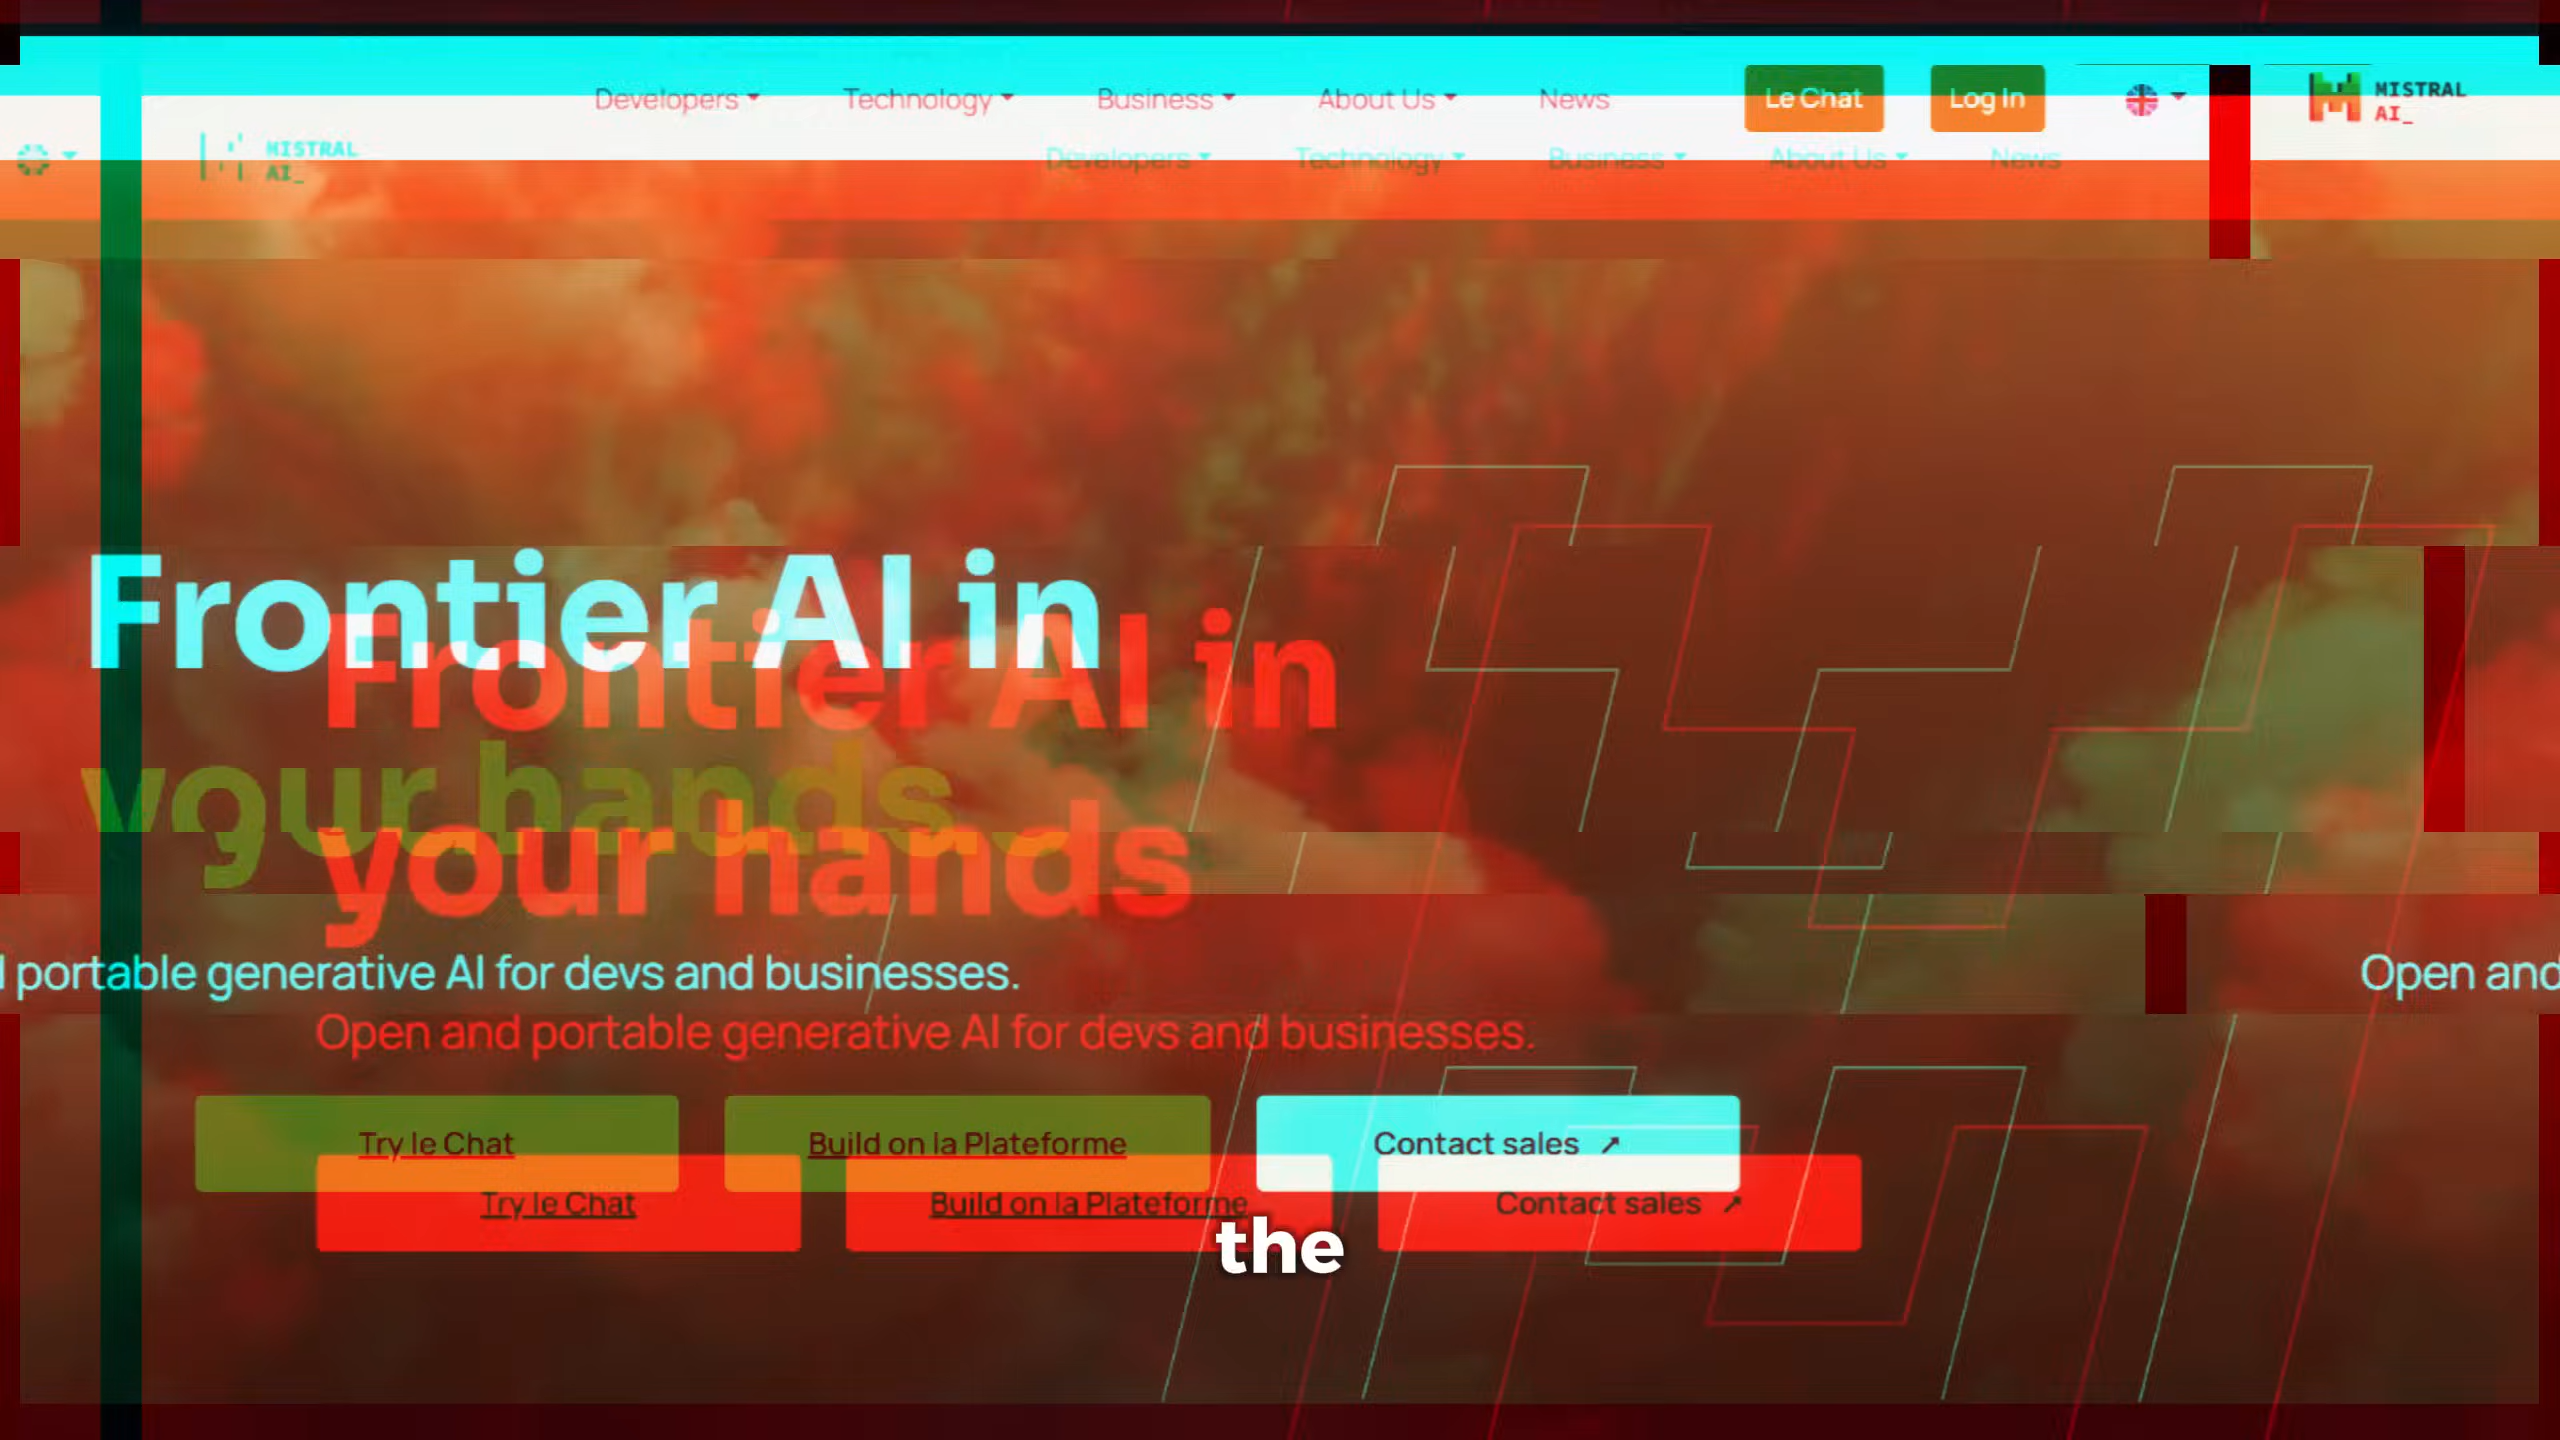 Developers Technology Business About Us News Le Chat Log In MISTRAL
AI_
MISTRAL
AI_
Developers Technology Business About Us News
Frontier AI in
Frontier AI in
your hands
your hands
portable generative AI for devs and businesses. Open and
Open and portable generative AI for devs and businesses.
Try le Chat Build on la Plateforme Contact sales ↗
Try le Chat Build on la Plateforme Contact sales ↗
the